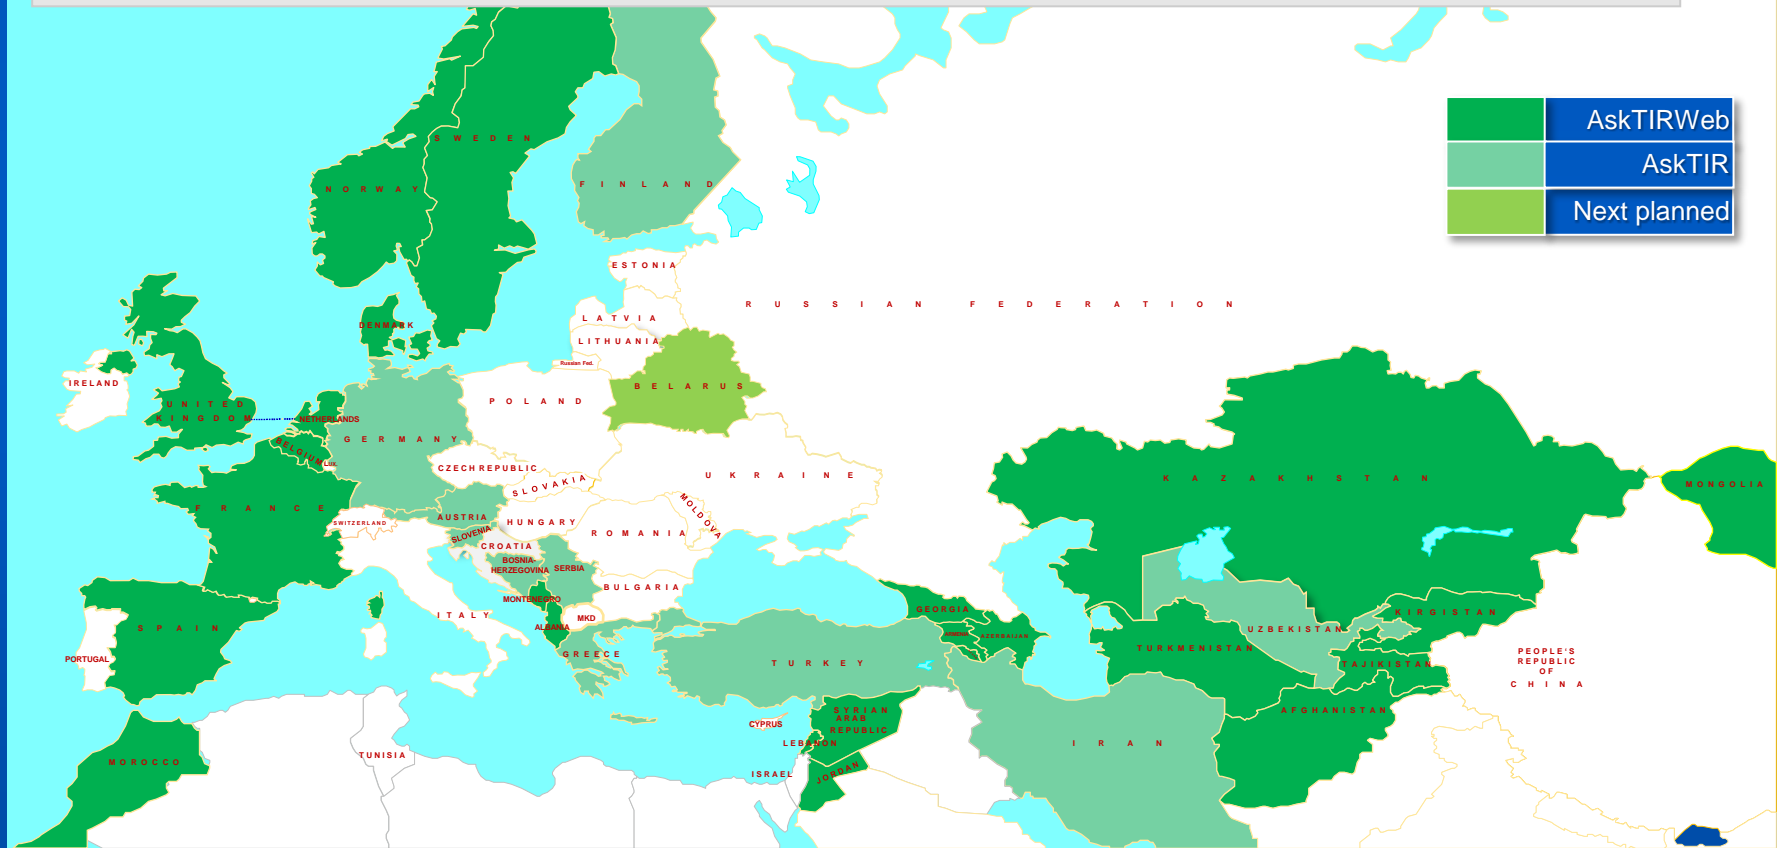 AskTIRWeb
AskTIR
Next planned
SWEDEN
NORWAY
FINLAND
ESTONIA
RUSSIAN FEDERATION
LATVIA
DENMARK
LITHUANIA
Russian Fed.
IRELAND
BELARUS
UNITED
KINGDOM
POLAND
NETHERLANDS
GERMANY
BELGIUM
Lux.
CZECH REPUBLIC
UKRAINE
KAZAKHSTAN
MONGOLIA
SLOVAKIA
FRANCE
MOLDOVA
AUSTRIA
SWITZERLAND
HUNGARY
ROMANIA
SLOVENIA
CROATIA
BOSNIA-
HERZEGOVINA
SERBIA
BULGARIA
MONTENEGRO
ITALY
MKD
ALBANIA
GEORGIA
KIRGISTAN
SPAIN
ARMENIA
AZERBAIJAN
UZBEKISTAN
TURKMENISTAN
GREECE
PORTUGAL
TURKEY
TAJIKISTAN
PEOPLE'S
REPUBLIC
OF
CHINA
SYRIAN
ARAB
REPUBLIC
AFGHANISTAN
CYPRUS
LEBANON
IRAN
TUNISIA
MOROCCO
ISRAEL
JORDAN